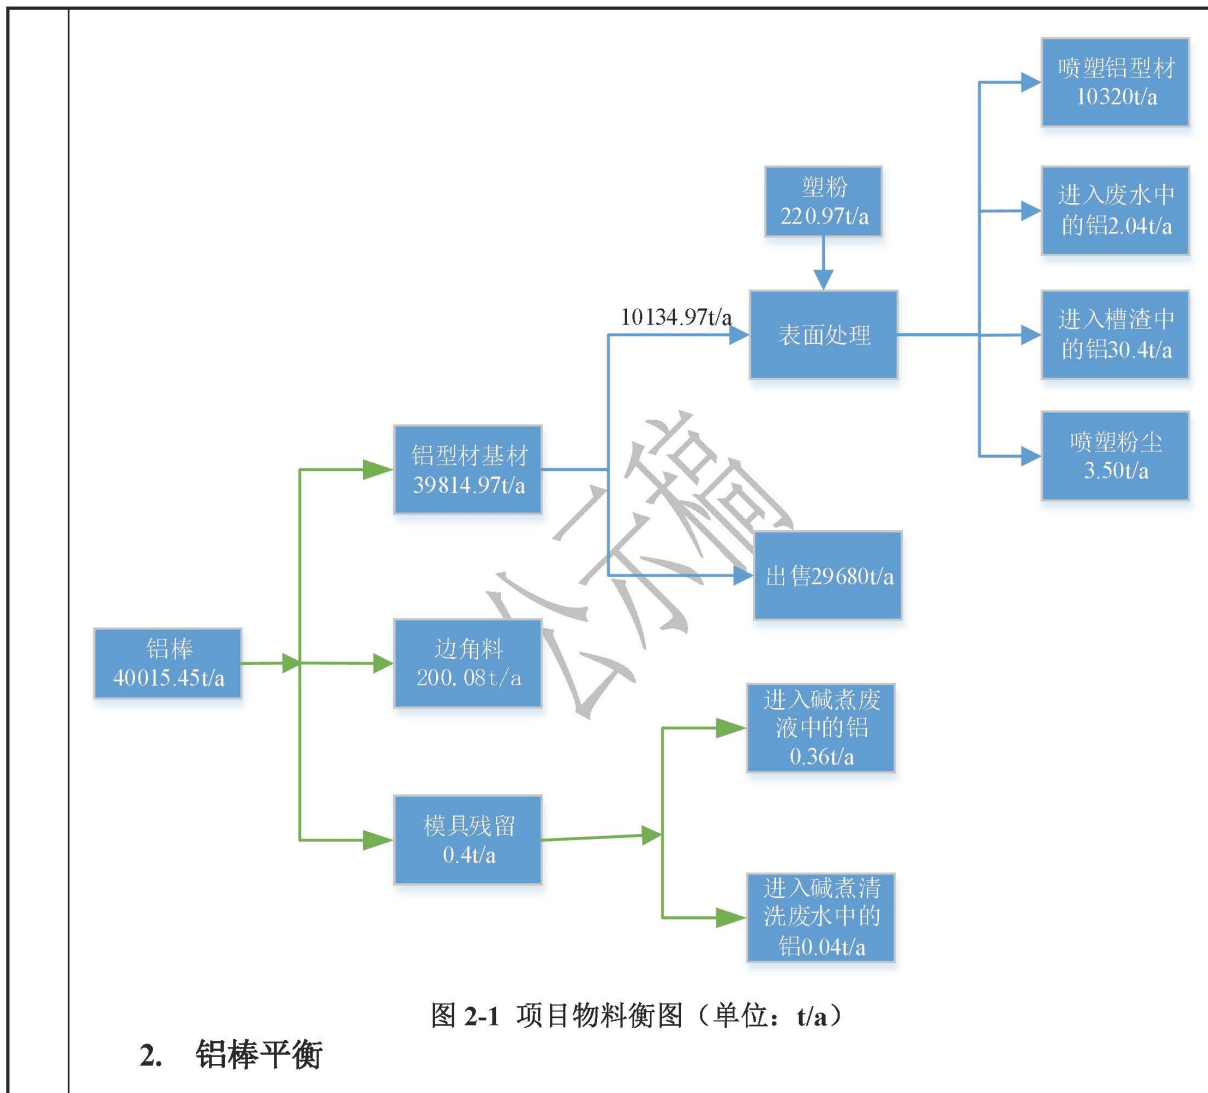 喷塑铝型材
10320t/a
塑粉
220.97t/a
进入废水中
的铝2.04t/a
10134.97t/a
表面处理
进入槽渣中
的铝30.4t/a
喷塑粉尘
3.50t/a
铝型材基材
39814.97t/a
出售29680t/a
铝棒
40015.45t/a
边角料
200.08t/a
进入碱煮废
液中的铝
0.36t/a
模具残留
0.4t/a
进入碱煮清
洗废水中的
铝0.04t/a
公示稿
图 2-1 项目物料衡图（单位：t/a）
2. 铝棒平衡